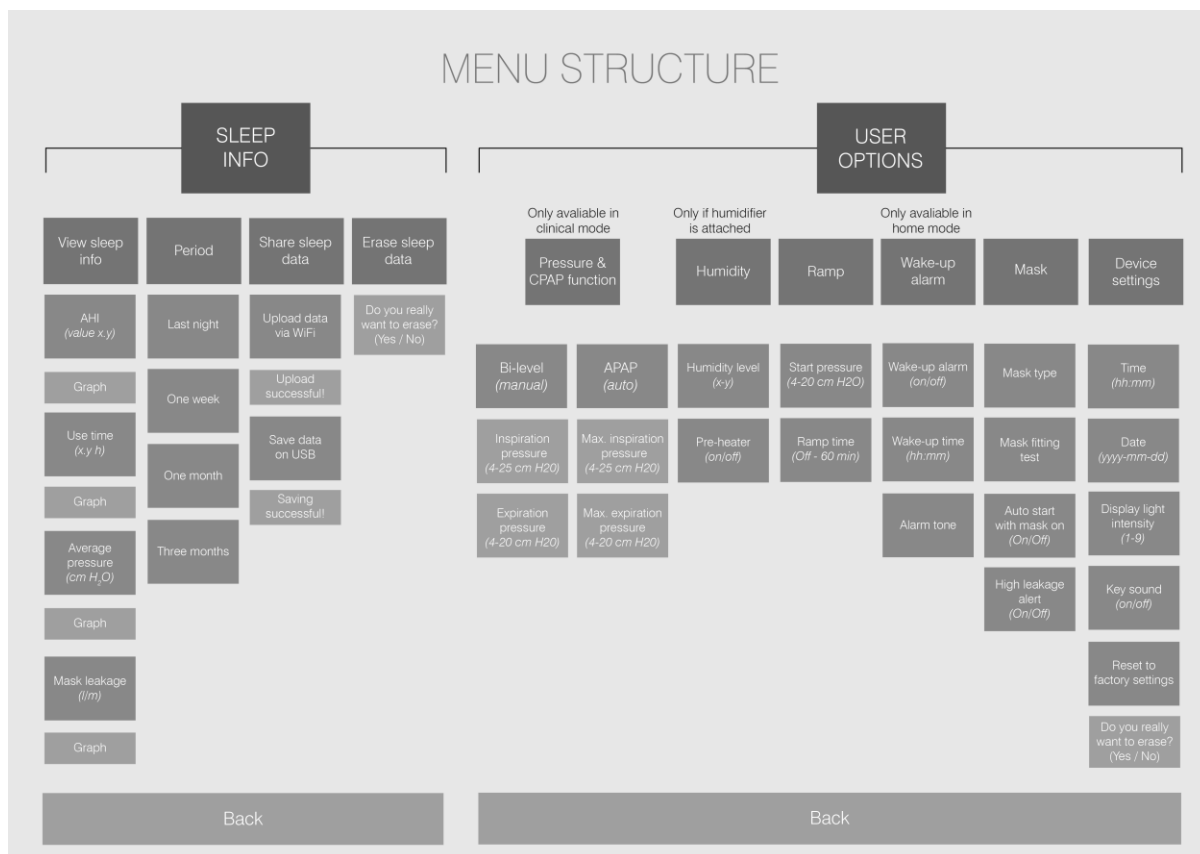 MENU STRUCTURE
SLEEP
INFO
View sleep
info
AHI
(value x.y)
Graph
Use time
(x.y h)
Graph
Average
pressure
(cm H₂O)
Graph
Mask leakage
(l/m)
Graph
Period
Last night
One week
One month
Three months
Share sleep
data
Upload data
via WiFi
Upload
successful!
Save data
on USB
Saving
successful!
Erase sleep
data
Do you really
want to erase?
(Yes / No)
Back
USER
OPTIONS
Only avaliable in
clinical mode
Pressure &
CPAP function
Bi-level
(manual)
Inspiration
pressure
(4-25 cm H20)
Expiration
pressure
(4-20 cm H20)
APAP
(auto)
Max. inspiration
pressure
(4-25 cm H20)
Max. expiration
pressure
(4-20 cm H20)
Only if humidifier
is attached
Humidity
Humidity level
(x-y)
Pre-heater
(on/off)
Ramp
Start pressure
(4-20 cm H2O)
Ramp time
(Off - 60 min)
Only avaliable in
home mode
Wake-up
alarm
Wake-up alarm
(on/off)
Wake-up time
(hh:mm)
Alarm tone
Mask
Mask type
Mask fitting
test
Auto start
with mask on
(On/Off)
High leakage
alert
(On/Off)
Device
settings
Time
(hh:mm)
Date
(yyyy-mm-dd)
Display light
intensity
(1-9)
Key sound
(on/off)
Reset to
factory settings
Do you really
want to erase?
(Yes / No)
Back